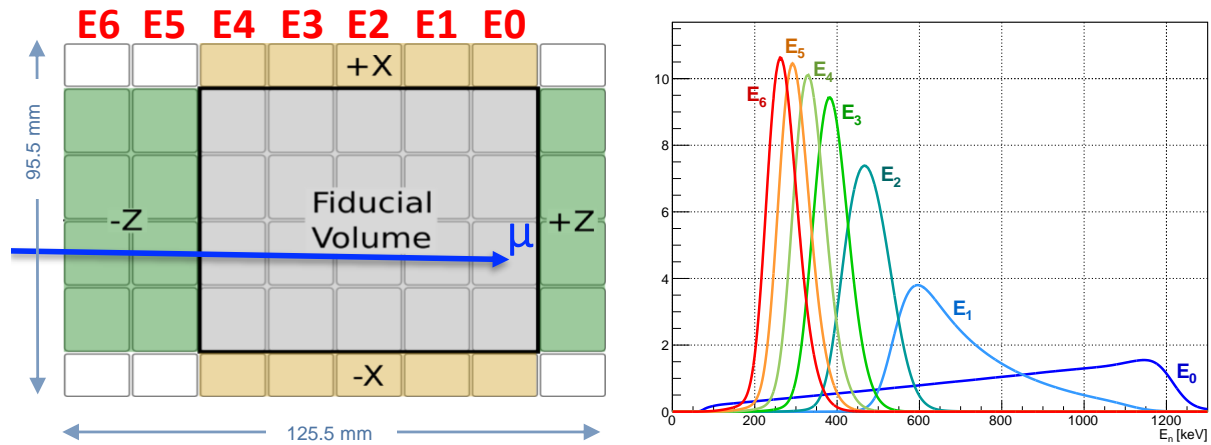 E6 E5 E4 E3 E2 E1 E0
+X
-Z
Fiducial
Volume
μ
+Z
-X
95.5 mm
125.5 mm
E₆
E₅
E₄
E₃
E₂
E₁
E₀
10
8
6
4
2
0
0 200 400 600 800 1000 1200
Eₙ [keV]